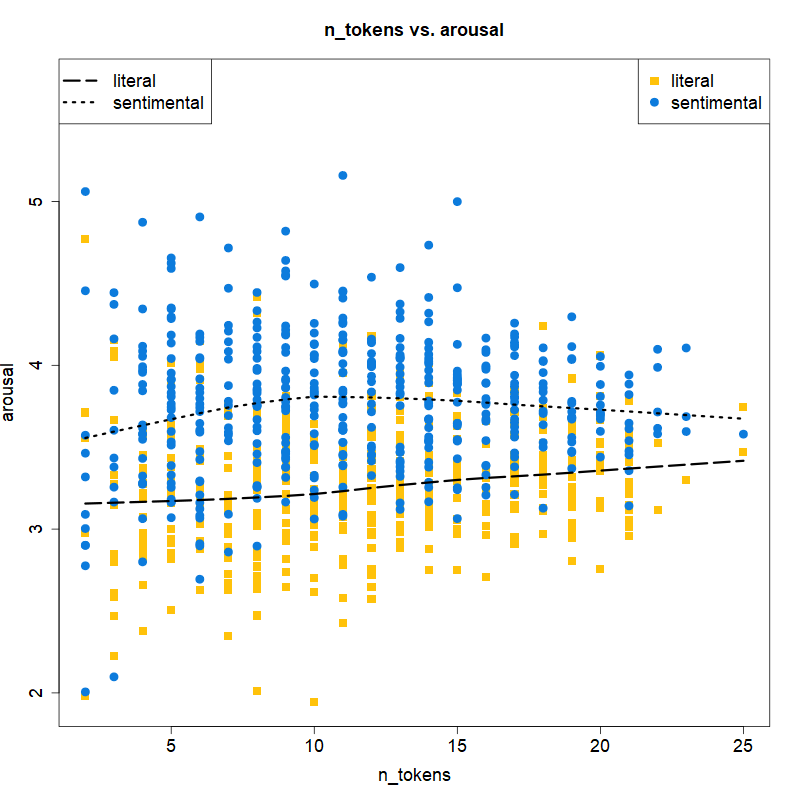 n_tokens vs. arousal
literal
sentimental
literal
sentimental
arousal
5
4
3
2
5
10
15
20
25
n_tokens